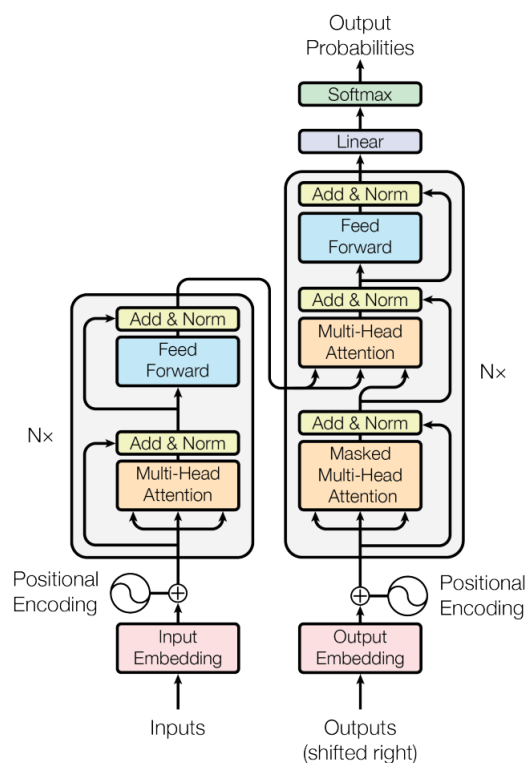 Output
Probabilities
Softmax
Linear
Add & Norm
Feed
Forward
Add & Norm
Multi-Head
Attention
Add & Norm
Masked
Multi-Head
Attention
N×
Add & Norm
Feed
Forward
Add & Norm
Multi-Head
Attention
N×
Positional
Encoding
Positional
Encoding
Input
Embedding
Output
Embedding
Inputs
Outputs
(shifted right)